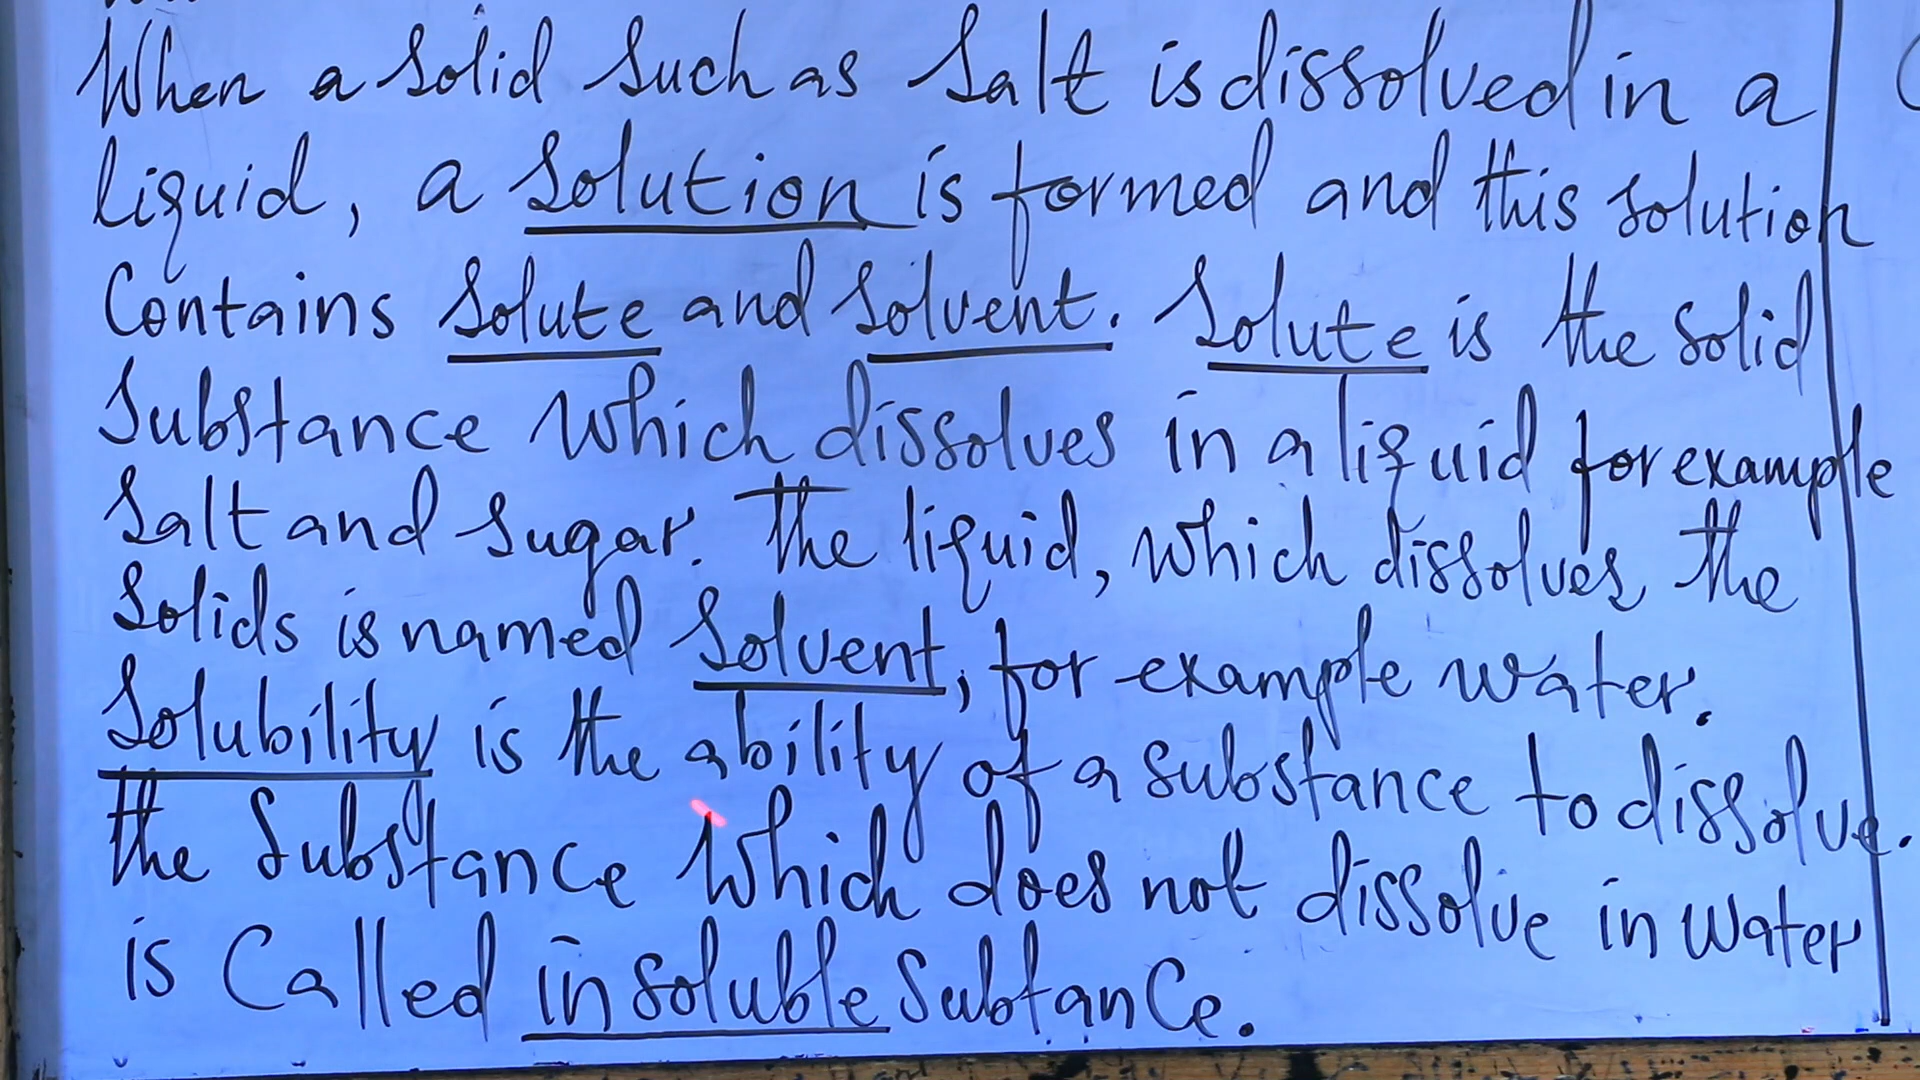 When a solid such as salt is dissolved in a
liquid, a solution is formed and this solution
Contains solute and solvent. Solute is the solid
Substance which dissolves in a liquid for example
Salt and sugar. The liquid, which dissolves the
Solids is named solvent, for example water.
Solubility is the ability of a substance to dissolve.
the substance which does not dissolve in water
is Called insoluble Subtance.